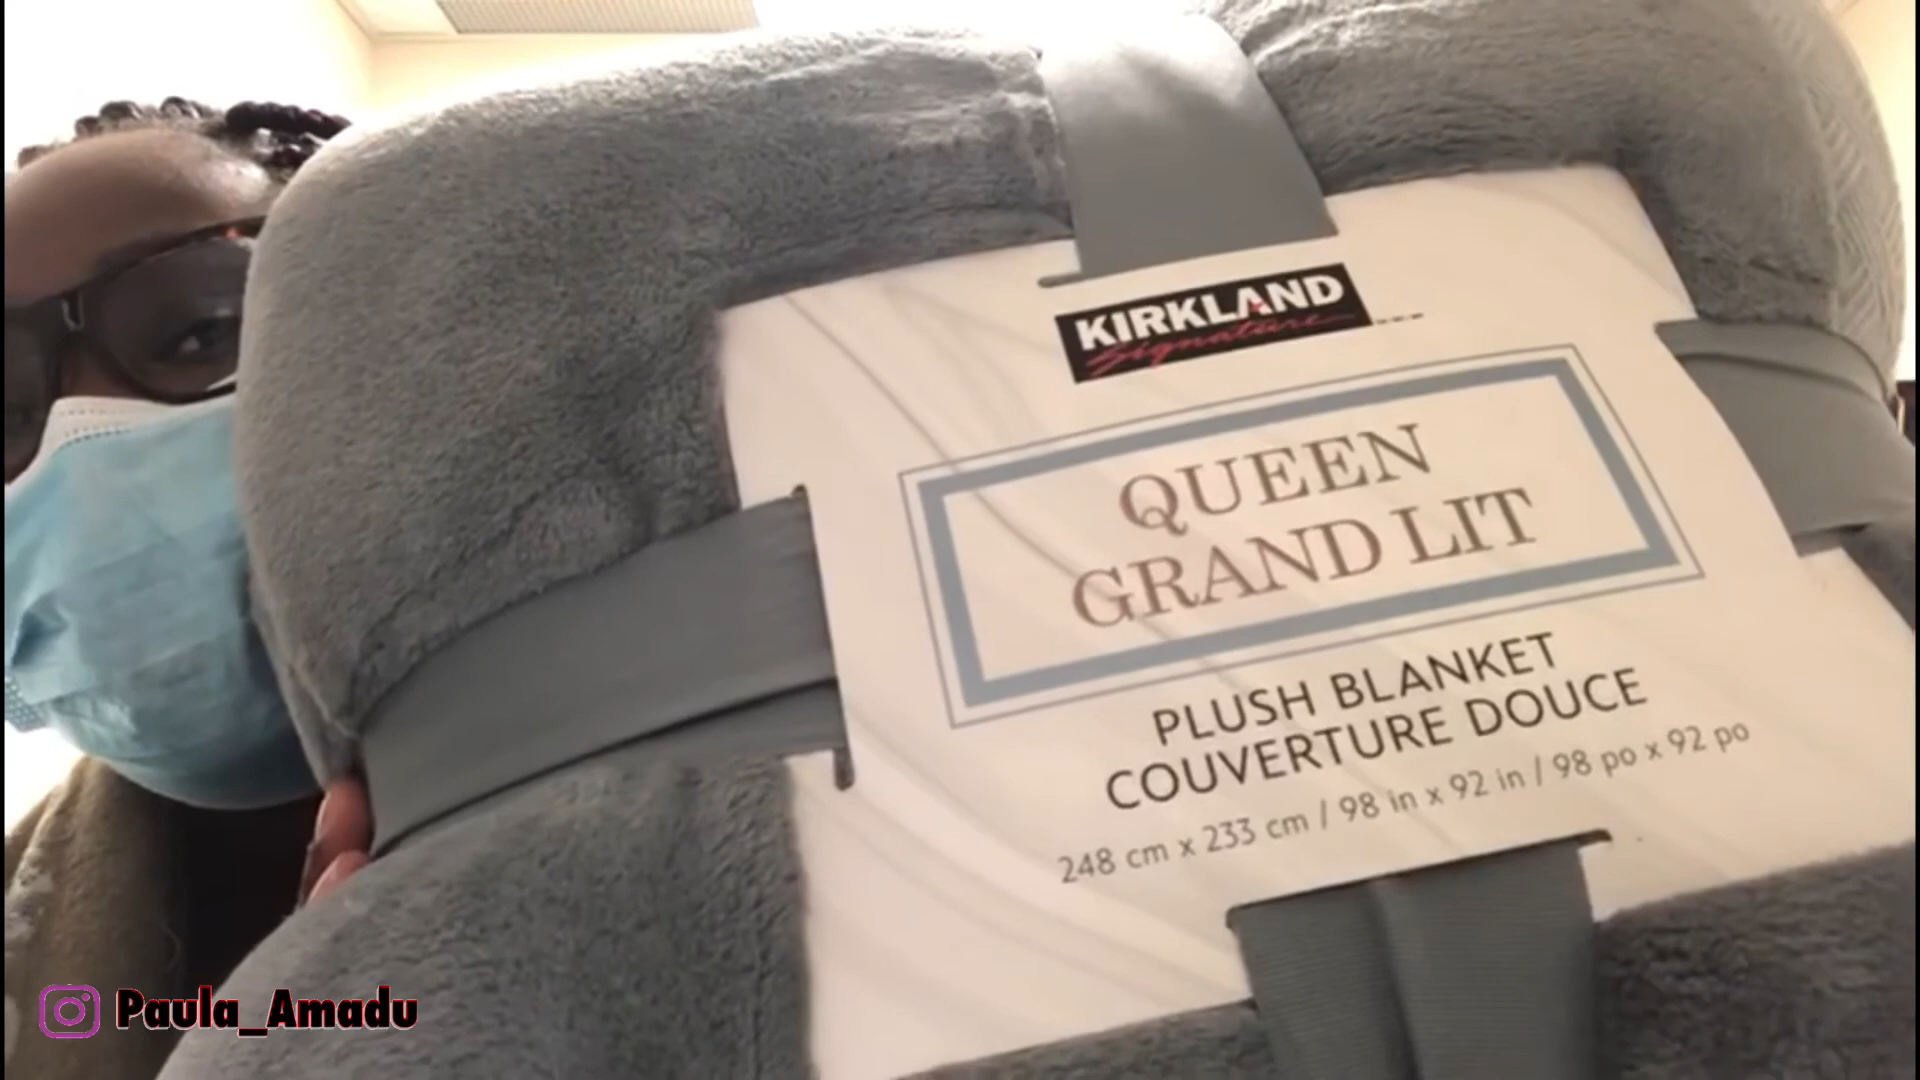 KIRKLAND
Signature
QUEEN
GRAND LIT
PLUSH BLANKET
COUVERTURE DOUCE
248 cm x 233 cm / 98 in x 92 in / 98 po x 92 po
Paula_Amadu